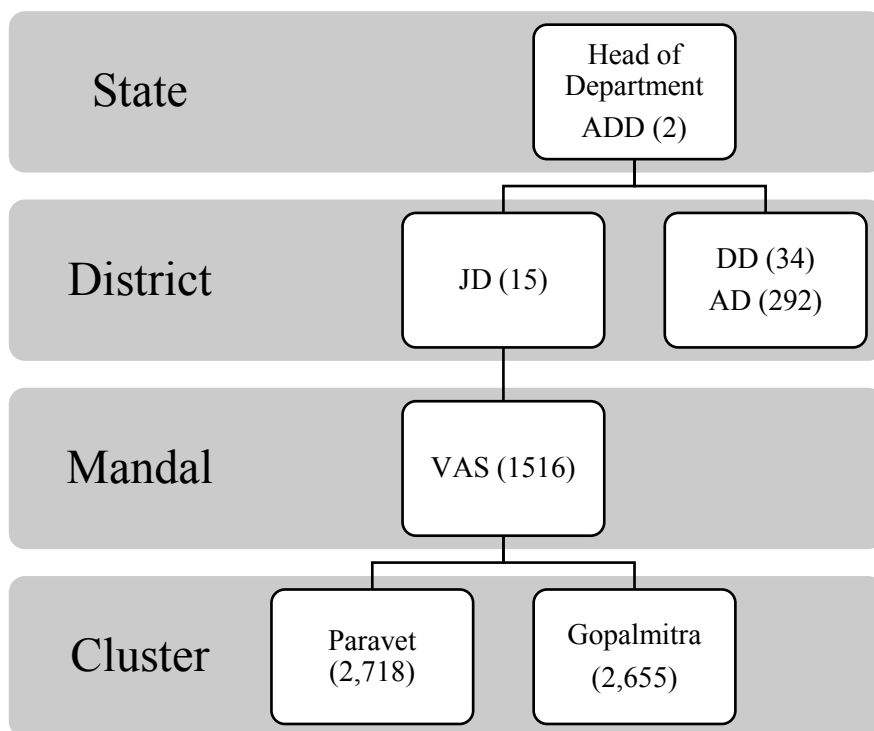 State
Head of
Department
ADD (2)
District
JD (15)
DD (34)
AD (292)
Mandal
VAS (1516)
Cluster
Paravet
(2,718)
Gopalmitra
(2,655)